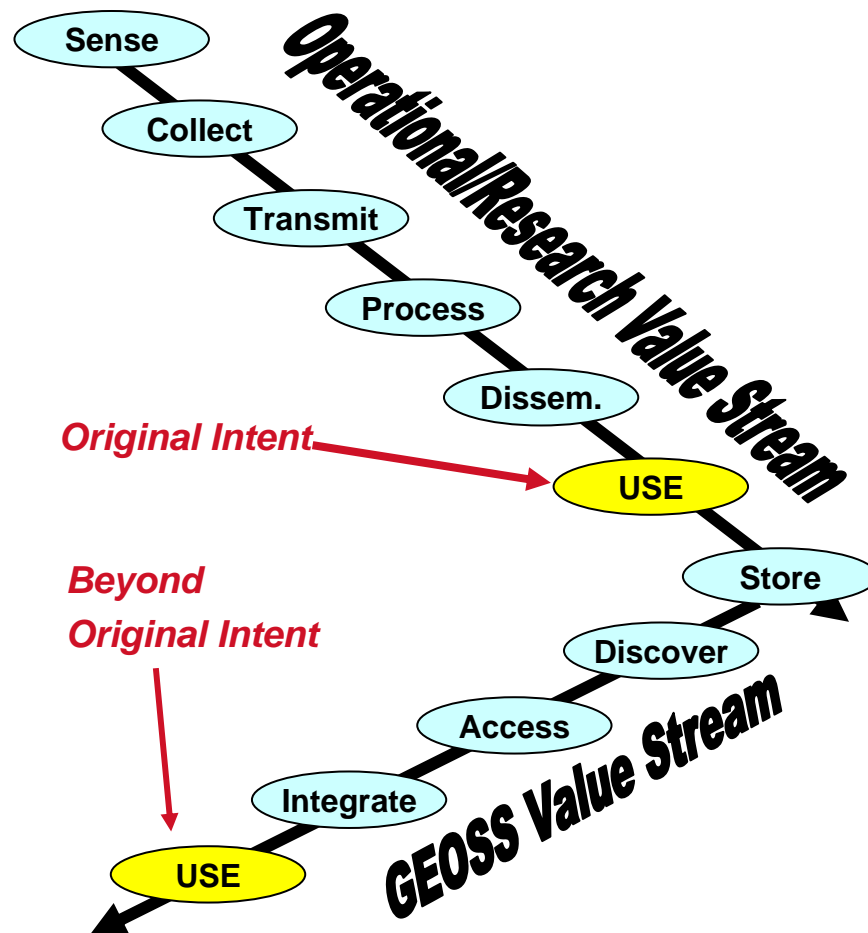 Sense
Operational/Research Value Stream
Collect
Transmit
Process
Dissem.
Original Intent
USE
Store
Beyond
Original Intent
Discover
Access
Integrate
GEOSS Value Stream
USE